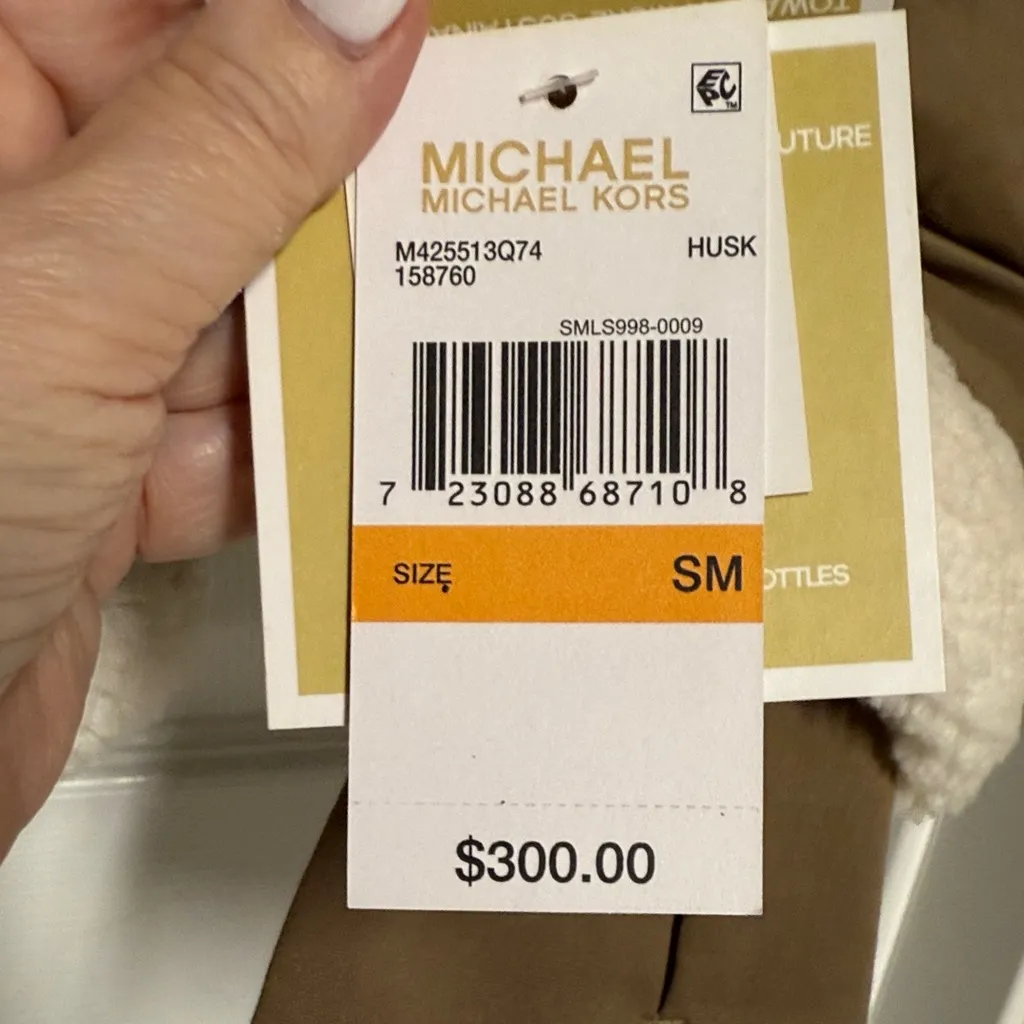 MICHAEL
MICHAEL KORS
M425513Q74 HUSK
158760
SMLS998-0009
7 23088 68710 8
SIZE SM
$300.00
UTURE
OTTLES